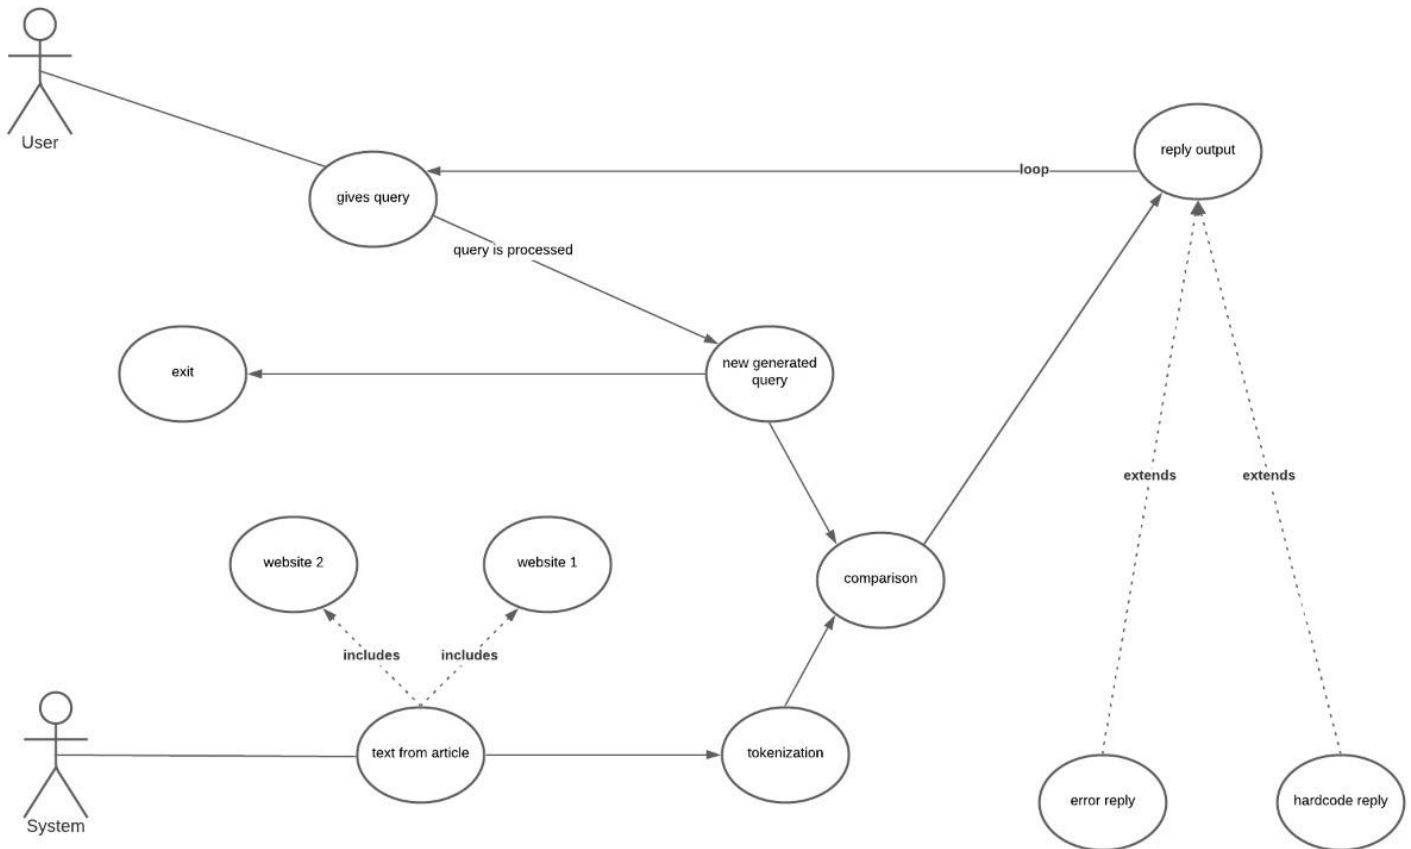 User
reply output
loop
gives query
query is processed
new generated
query
exit
extends
extends
website 2
website 1
comparison
includes
includes
text from article
tokenization
error reply
hardcode reply
System